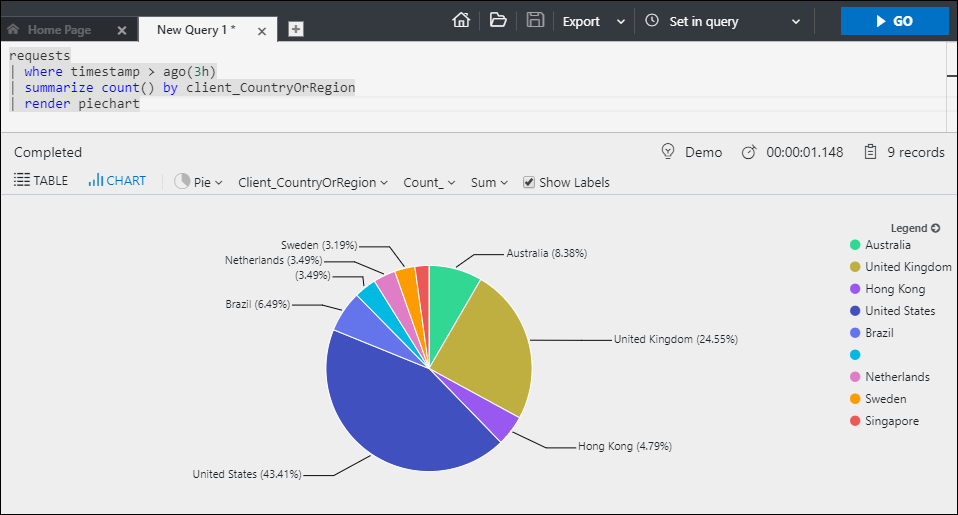 Home Page
New Query 1 *
Export
Set in query
GO
requests
| where timestamp > ago(3h)
| summarize count() by client_CountryOrRegion
| render piechart
Completed
Demo
00:00:01.148
9 records
TABLE
CHART
Pie
Client_CountryOrRegion
Count_
Sum
Show Labels
Legend
Sweden (3.19%)
Netherlands (3.49%)
(3.49%)
Brazil (6.49%)
United States (43.41%)
Australia (8.38%)
United Kingdom (24.55%)
Hong Kong (4.79%)
Australia
United Kingdom
Hong Kong
United States
Brazil
Netherlands
Sweden
Singapore